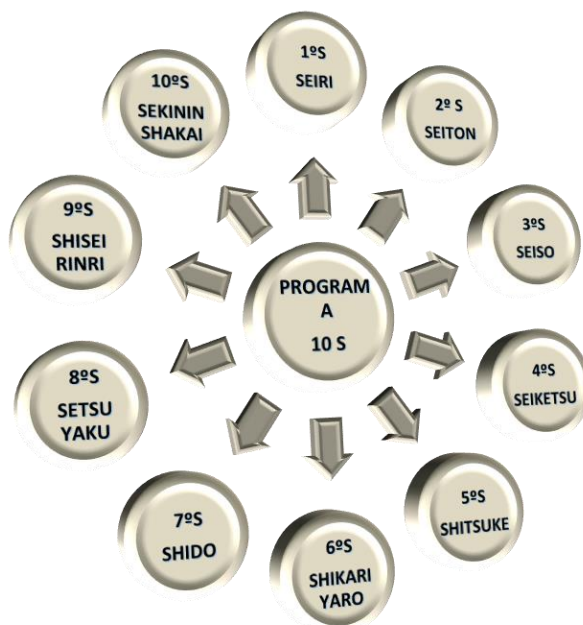 PROGRAM
A
10 S
1ºS
SEIRI
2º S
SEITON
3ºS
SEISO
4ºS
SEIKETSU
5ºS
SHITSUKE
6ºS
SHIKARI
YARO
7ºS
SHIDO
8ºS
SETSU
YAKU
9ºS
SHISEI
RINRI
10ºS
SEKININ
SHAKAI